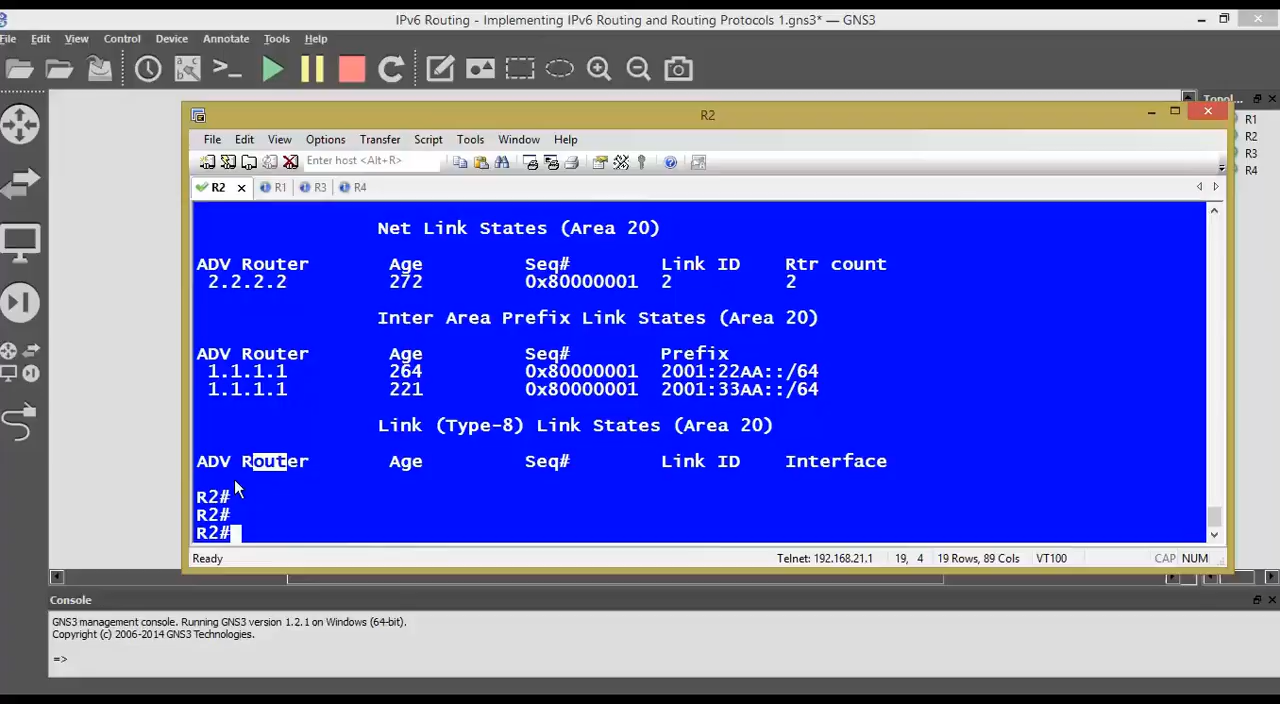 IPv6 Routing - Implementing IPv6 Routing and Routing Protocols 1.gns3* — GNS3
File Edit View Control Device Annotate Tools Help
Topol...
R1
R2
R3
R4
R2
File Edit View Options Transfer Script Tools Window Help
Enter host <Alt+R>
R2 R1 R3 R4
Net Link States (Area 20)
ADV Router Age Seq# Link ID Rtr count
2.2.2.2 272 0x80000001 2 2
Inter Area Prefix Link States (Area 20)
ADV Router Age Seq# Prefix
1.1.1.1 264 0x80000001 2001:22AA::/64
1.1.1.1 221 0x80000001 2001:33AA::/64
Link (Type-8) Link States (Area 20)
ADV Router Age Seq# Link ID Interface
R2#
R2#
R2#
Ready Telnet: 192.168.21.1 19, 4 19 Rows, 89 Cols VT100 CAP NUM
Console
GNS3 management console. Running GNS3 version 1.2.1 on Windows (64-bit).
Copyright (c) 2006-2014 GNS3 Technologies.
=>